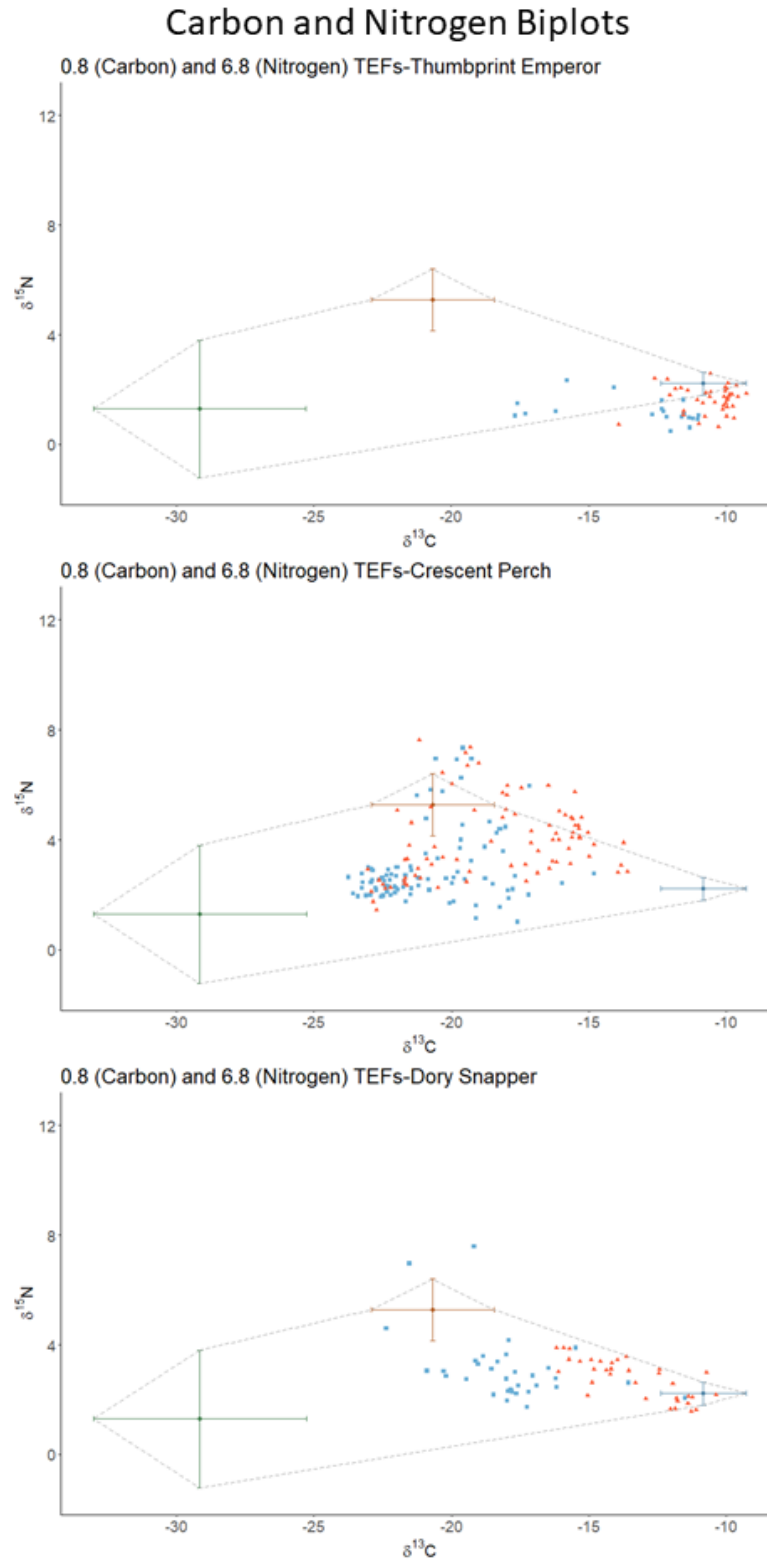 Carbon and Nitrogen Biplots
0.8 (Carbon) and 6.8 (Nitrogen) TEFs-Thumbprint Emperor
12
8
4
0
δ¹⁵N
-30 -25 -20 -15 -10
δ¹³C
0.8 (Carbon) and 6.8 (Nitrogen) TEFs-Crescent Perch
12
8
4
0
δ¹⁵N
-30 -25 -20 -15 -10
δ¹³C
0.8 (Carbon) and 6.8 (Nitrogen) TEFs-Dory Snapper
12
8
4
0
δ¹⁵N
-30 -25 -20 -15 -10
δ¹³C